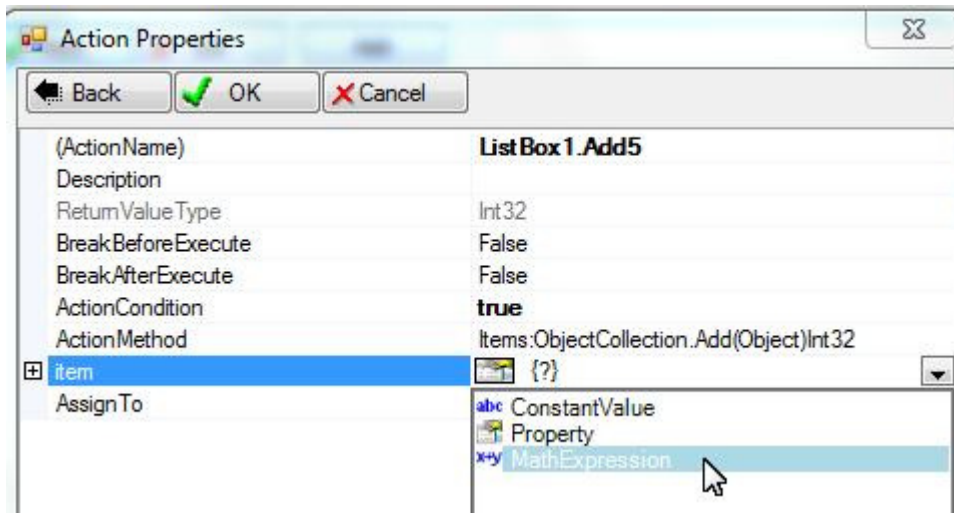 Action Properties
Back OK Cancel
(ActionName) ListBox1.Add5
Description
ReturnValueType Int32
BreakBeforeExecute False
BreakAfterExecute False
ActionCondition true
ActionMethod Items:ObjectCollection.Add(Object)Int32
item {?}
AssignTo
abc ConstantValue
Property
x+y MathExpression